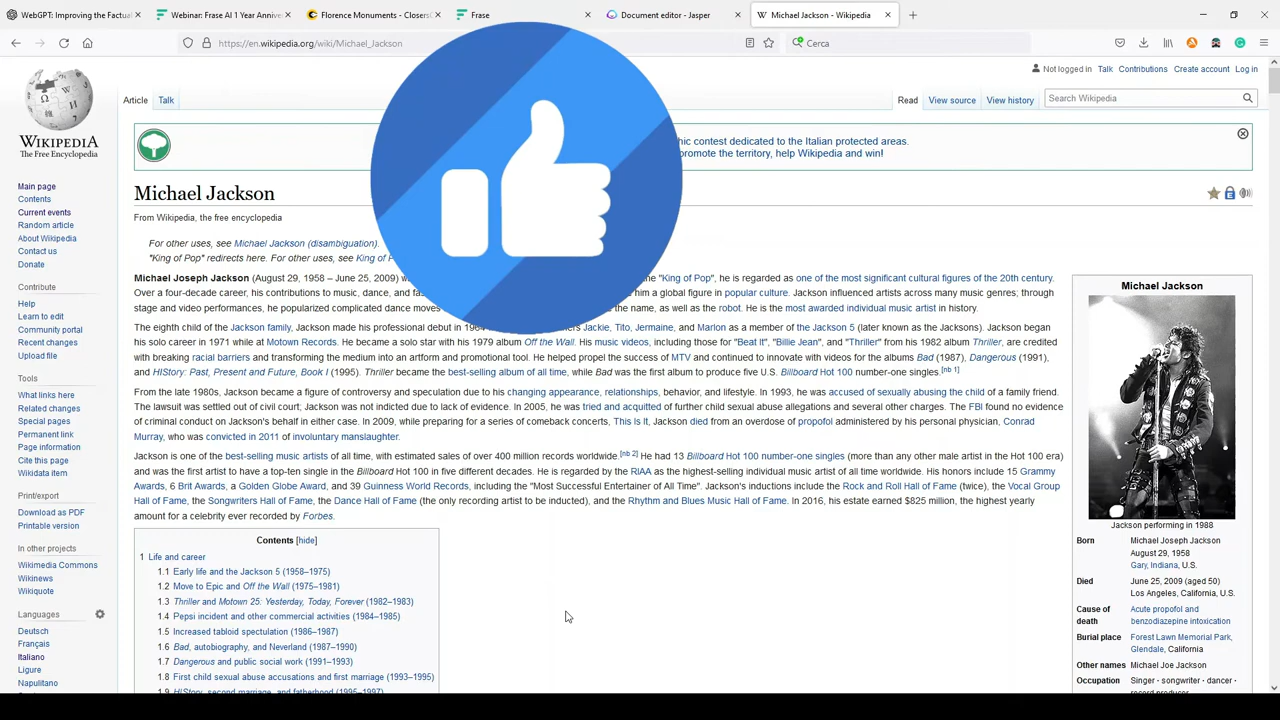 WebGPT: Improving the Factual
Webinar: Frase AI 1 Year Annive
Florence Monuments - ClosersC
Frase
Document editor - Jasper
Michael Jackson - Wikipedia
https://en.wikipedia.org/wiki/Michael_Jackson
Cerca
Not logged in Talk Contributions Create account Log in
WIKIPEDIA
The Free Encyclopedia
Article Talk
Read View source View history Search Wikipedia
hic contest dedicated to the Italian protected areas.
promote the territory, help Wikipedia and win!
Michael Jackson
From Wikipedia, the free encyclopedia
For other uses, see Michael Jackson (disambiguation).
"King of Pop" redirects here. For other uses, see King of
Michael Joseph Jackson (August 29, 1958 – June 25, 2009) e "King of Pop", he is regarded as one of the most significant cultural figures of the 20th century.
Over a four-decade career, his contributions to music, dance, and him a global figure in popular culture. Jackson influenced artists across many music genres; through
stage and video performances, he popularized complicated dance moves the name, as well as the robot. He is the most awarded individual music artist in history.
The eighth child of the Jackson family, Jackson made his professional debut in Jackie, Tito, Jermaine, and Marlon as a member of the Jackson 5 (later known as the Jacksons). Jackson began
his solo career in 1971 while at Motown Records. He became a solo star with his 1979 album Off the Wall. His music videos, including those for "Beat It", "Billie Jean", and "Thriller" from his 1982 album Thriller, are credited
with breaking racial barriers and transforming the medium into an artform and promotional tool. He helped propel the success of MTV and continued to innovate with videos for the albums Bad (1987), Dangerous (1991),
and HIStory: Past, Present and Future, Book I (1995). Thriller became the best-selling album of all time, while Bad was the first album to produce five U.S. Billboard Hot 100 number-one singles.[nb 1]
From the late 1980s, Jackson became a figure of controversy and speculation due to his changing appearance, relationships, behavior, and lifestyle. In 1993, he was accused of sexually abusing the child of a family friend.
The lawsuit was settled out of civil court; Jackson was not indicted due to lack of evidence. In 2005, he was tried and acquitted of further child sexual abuse allegations and several other charges. The FBI found no evidence
of criminal conduct on Jackson's behalf in either case. In 2009, while preparing for a series of comeback concerts, This Is It, Jackson died from an overdose of propofol administered by his personal physician, Conrad
Murray, who was convicted in 2011 of involuntary manslaughter.
Jackson is one of the best-selling music artists of all time, with estimated sales of over 400 million records worldwide.[nb 2] He had 13 Billboard Hot 100 number-one singles (more than any other male artist in the Hot 100 era)
and was the first artist to have a top-ten single in the Billboard Hot 100 in five different decades. He is regarded by the RIAA as the highest-selling individual music artist of all time worldwide. His honors include 15 Grammy
Awards, 6 Brit Awards, a Golden Globe Award, and 39 Guinness World Records, including the "Most Successful Entertainer of All Time". Jackson's inductions include the Rock and Roll Hall of Fame (twice), the Vocal Group
Hall of Fame, the Songwriters Hall of Fame, the Dance Hall of Fame (the only recording artist to be inducted), and the Rhythm and Blues Music Hall of Fame. In 2016, his estate earned $825 million, the highest yearly
amount for a celebrity ever recorded by Forbes.
Contents [hide]
1 Life and career
1.1 Early life and the Jackson 5 (1958–1975)
1.2 Move to Epic and Off the Wall (1975–1981)
1.3 Thriller and Motown 25: Yesterday, Today, Forever (1982–1983)
1.4 Pepsi incident and other commercial activities (1984–1985)
1.5 Increased tabloid speculation (1986–1987)
1.6 Bad, autobiography, and Neverland (1987–1990)
1.7 Dangerous and public social work (1991–1993)
1.8 First child sexual abuse accusations and first marriage (1993–1995)
1.9 HIStory, second marriage, and fatherhood (1995–1997)
Michael Jackson
Jackson performing in 1988
Born Michael Joseph Jackson
August 29, 1958
Gary, Indiana, U.S.
Died June 25, 2009 (aged 50)
Los Angeles, California, U.S.
Cause of death Acute propofol and
benzodiazepine intoxication
Burial place Forest Lawn Memorial Park,
Glendale, California
Other names Michael Joe Jackson
Occupation Singer · songwriter · dancer ·
record producer
Main page
Contents
Current events
Random article
About Wikipedia
Contact us
Donate
Contribute
Help
Learn to edit
Community portal
Recent changes
Upload file
Tools
What links here
Related changes
Special pages
Permanent link
Page information
Cite this page
Wikidata item
Print/export
Download as PDF
Printable version
In other projects
Wikimedia Commons
Wikinews
Wikiquote
Languages
Deutsch
Français
Italiano
Ligure
Napulitano